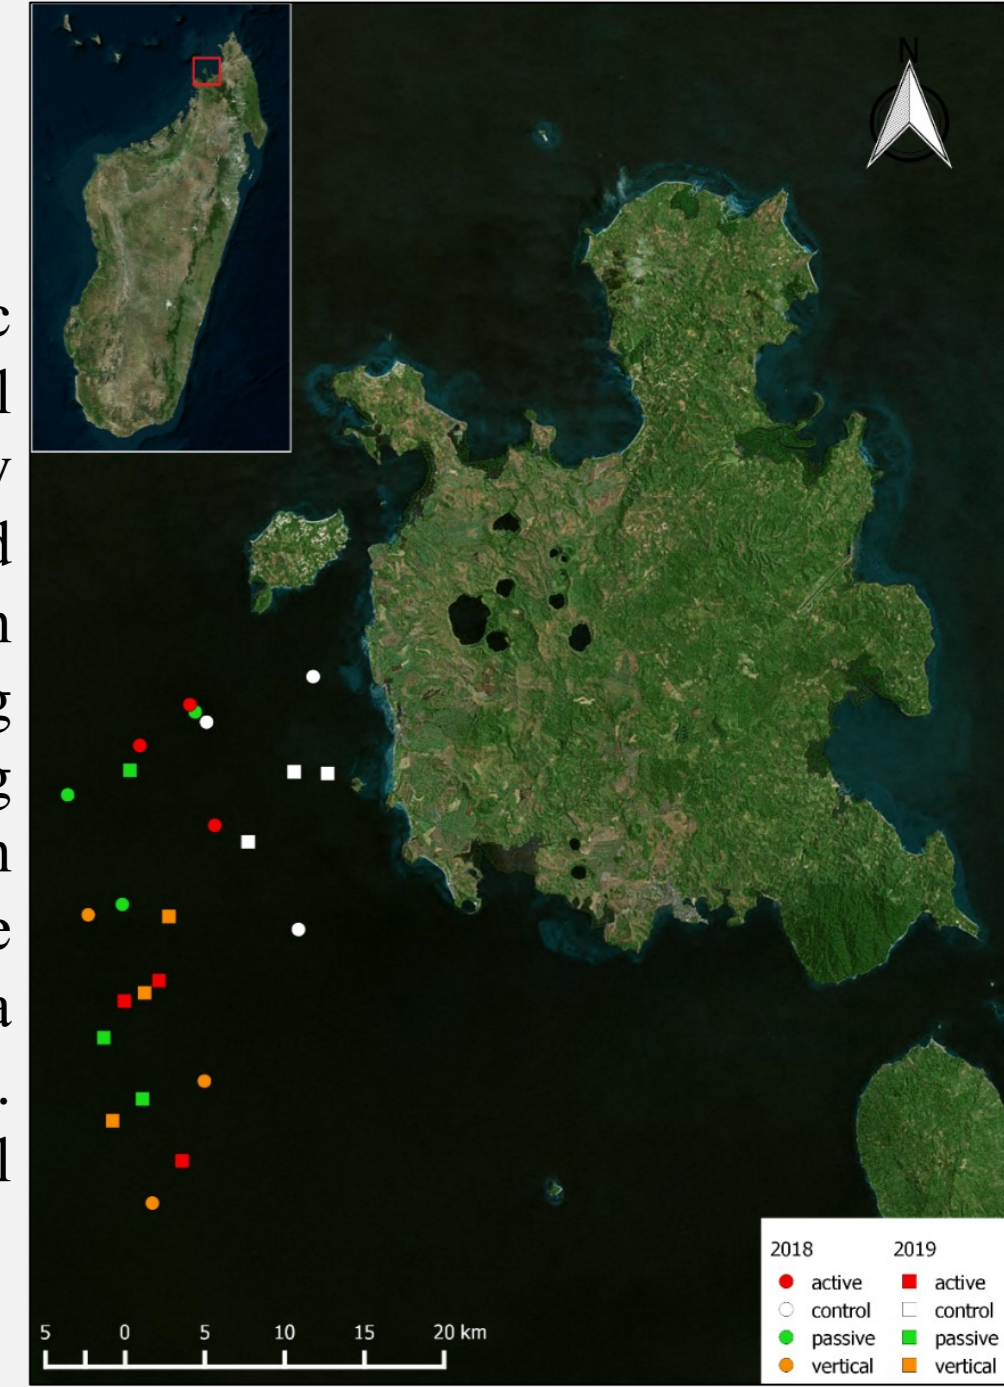 c
l
y
d
n
g
g
n
e
a
.
l
N
2018 2019
active active
control control
passive passive
vertical vertical
5 0 5 10 15 20 km